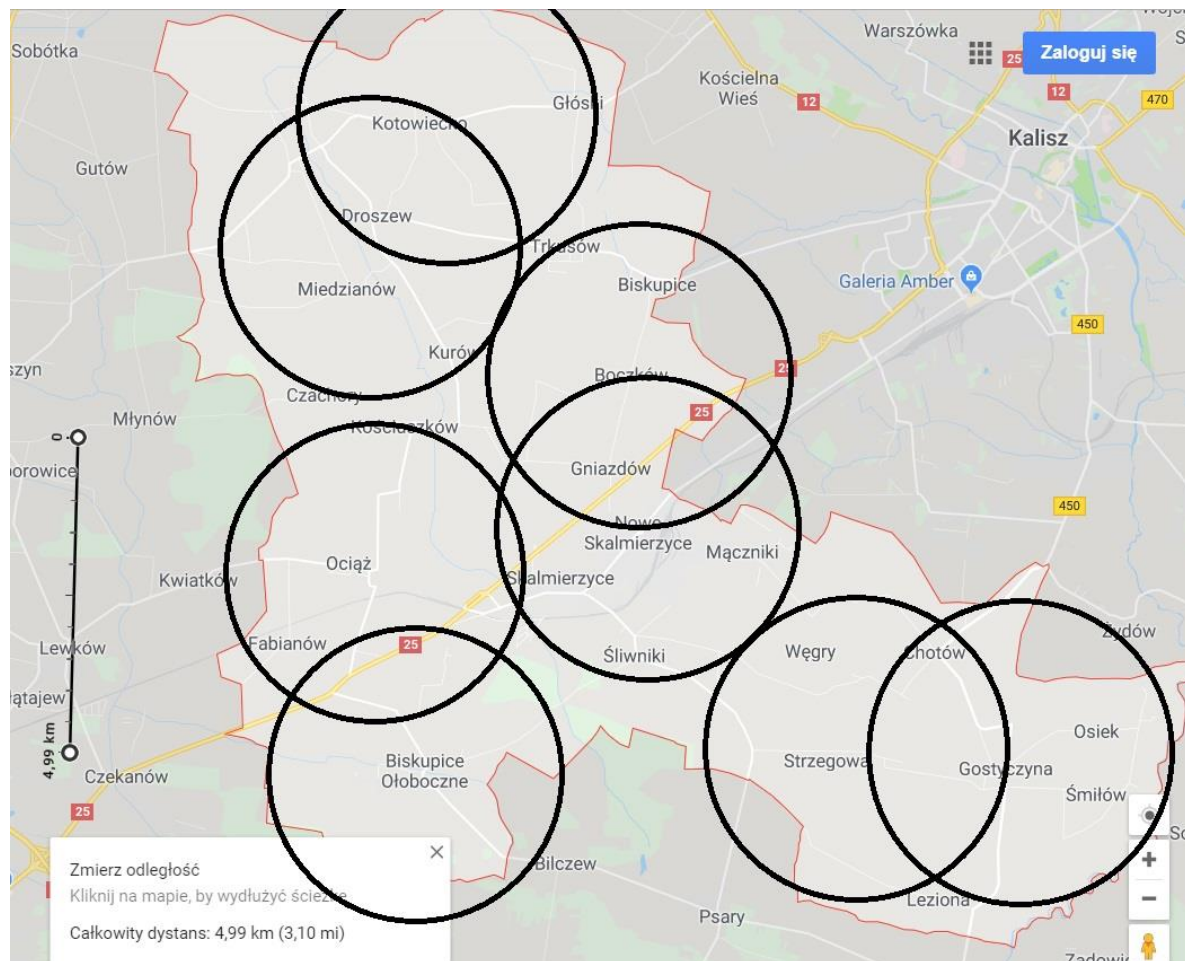 Warszówka
Sobótka
25
Zaloguj się
Kościelna
Wieś
12
12
470
Głóski
Kotowiecko
Kalisz
Gutów
Droszew
Trkusów
Biskupice
Galeria Amber
Miedzianów
450
szyn
Kurów
Boczków
25
Czachory
25
Młynów
Kościuszków
0
Gniazdów
450
Nowe
Skalmierzyce
Mączniki
Ociąż
Kwiatków
Skalmierzyce
Żydów
Lewków
Fabianów
25
Śliwniki
Węgry
Chotów
Osiek
4,99 km
Czekanów
Biskupice
Ołoboczne
Strzegowa
Gostyczyna
Śmiłów
25
Zmierz odległość
Kliknij na mapie, by wydłużyć ścieżkę
Bilczew
Leziona
Psary
Całkowity dystans: 4,99 km (3,10 mi)